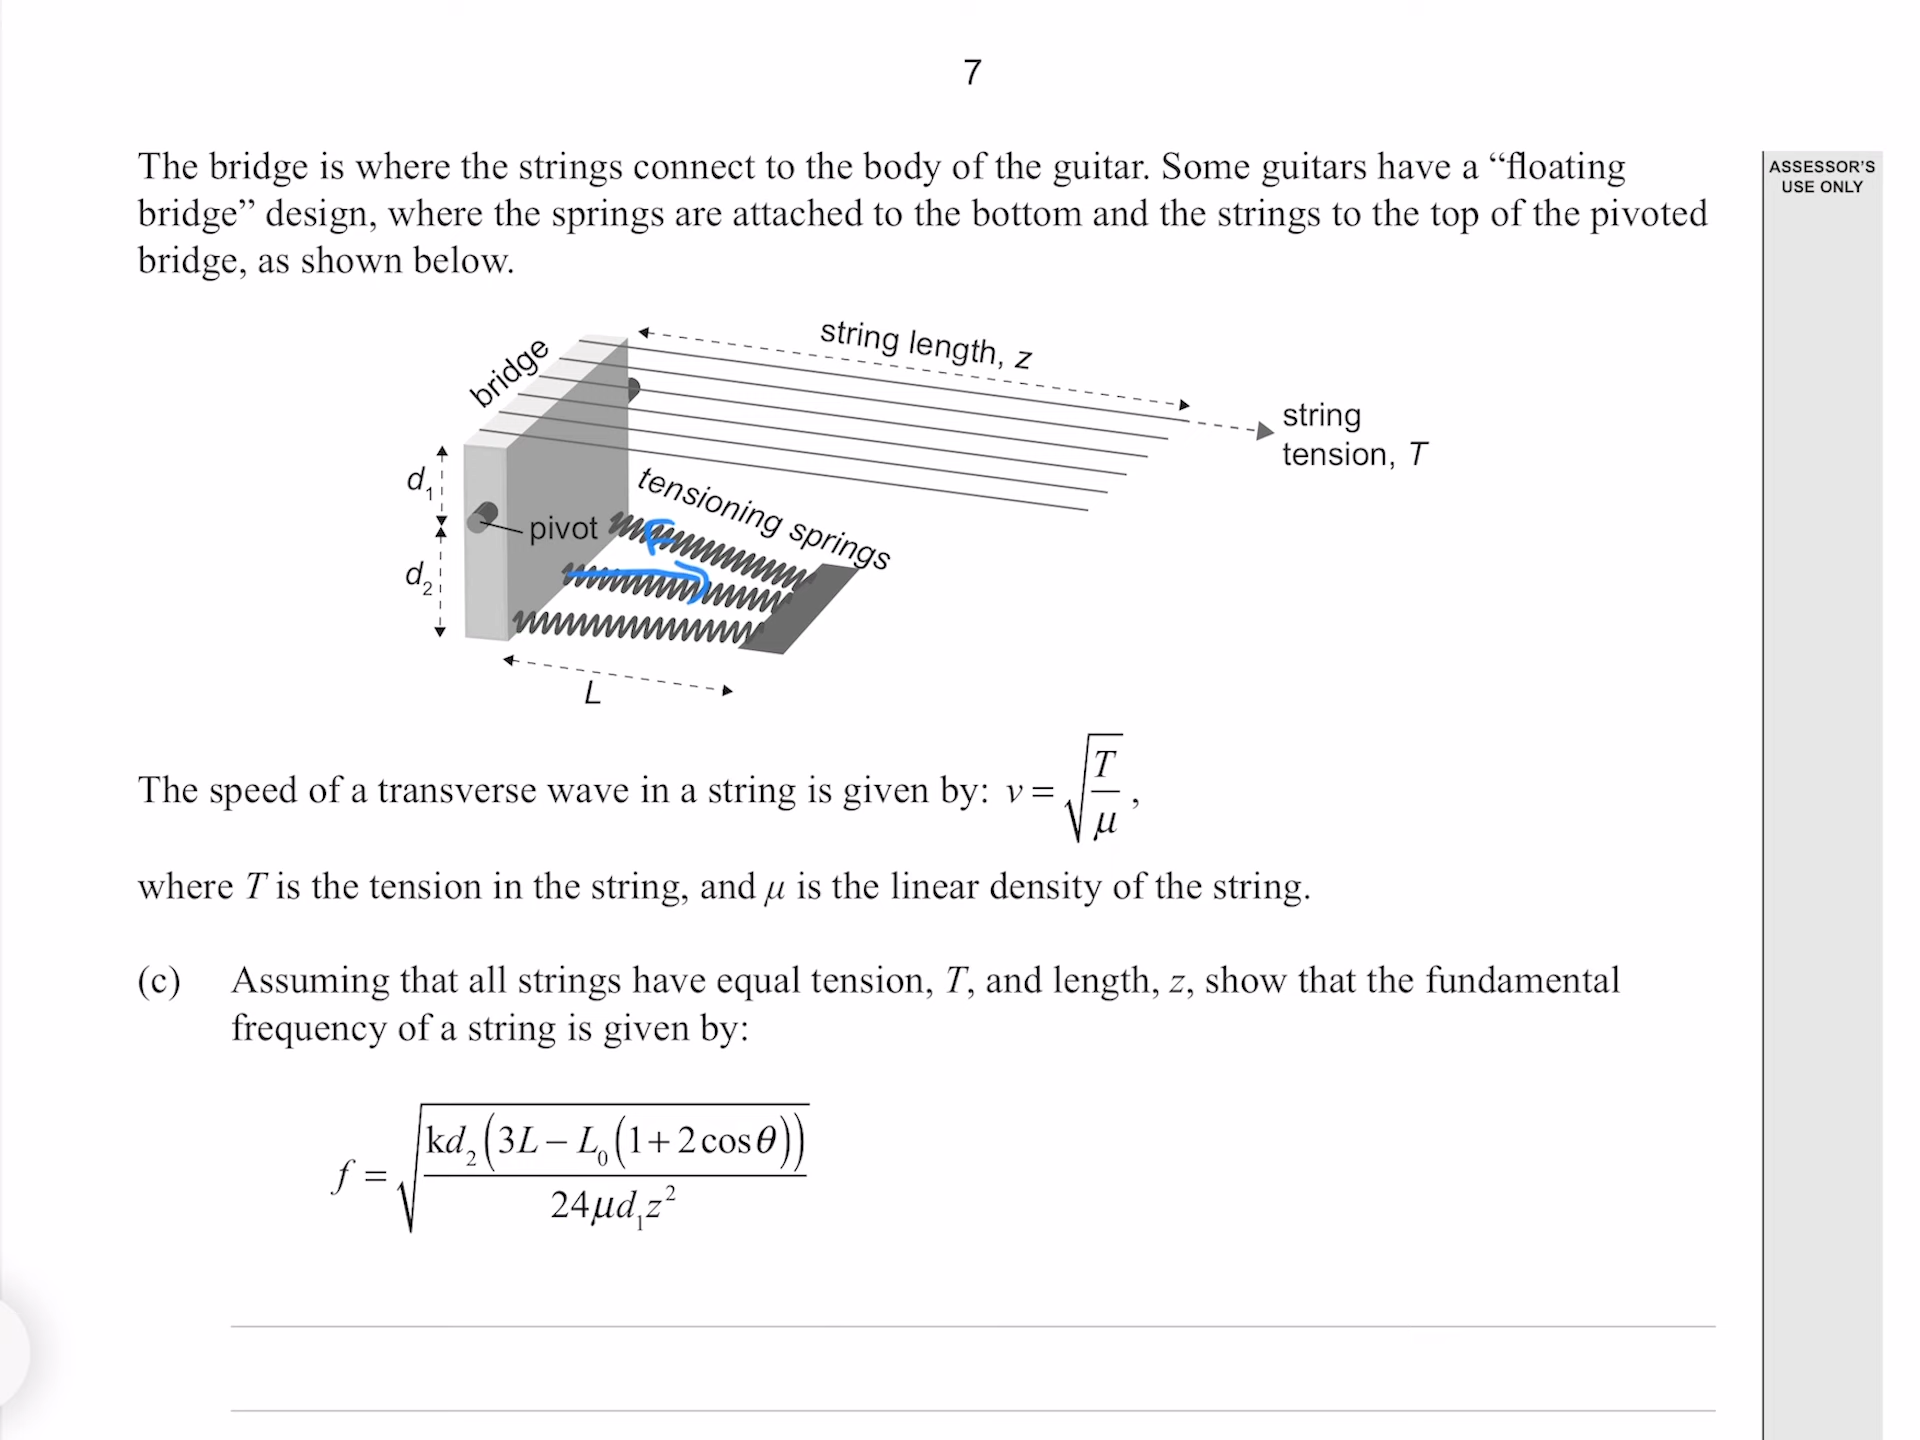 7
The bridge is where the strings connect to the body of the guitar. Some guitars have a “floating
bridge” design, where the springs are attached to the bottom and the strings to the top of the pivoted
bridge, as shown below.
ASSESSOR’S
USE ONLY
bridge
string length, z
string
tension, T
d₁
tensioning springs
pivot
d₂
L
The speed of a transverse wave in a string is given by: v = √(T/μ),
where T is the tension in the string, and μ is the linear density of the string.
(c) Assuming that all strings have equal tension, T, and length, z, show that the fundamental
frequency of a string is given by:
f = √(kd₂(3L – L₀(1+2cosθ))/24μd₁z²)